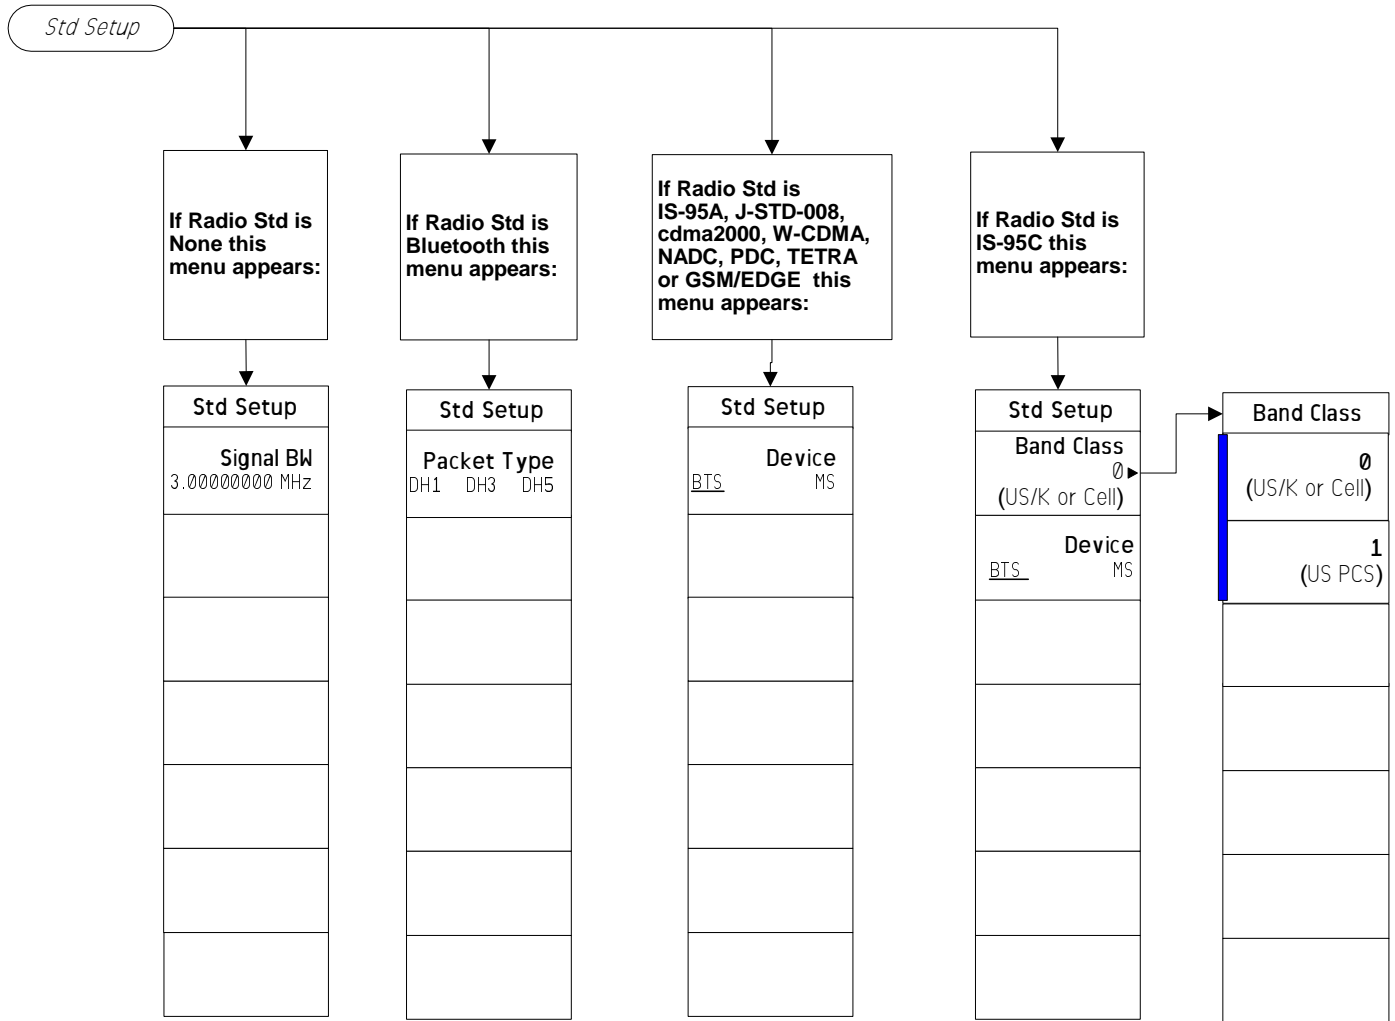 Std Setup
If Radio Std is
None this
menu appears:
If Radio Std is
Bluetooth this
menu appears:
If Radio Std is
IS-95A, J-STD-008,
cdma2000, W-CDMA,
NADC, PDC, TETRA
or GSM/EDGE this
menu appears:
If Radio Std is
IS-95C this
menu appears:
Std Setup
Signal BW
3.00000000 MHz
Std Setup
Packet Type
DH1 DH3 DH5
Std Setup
Device
BTS MS
Std Setup
Band Class
0
(US/K or Cell)
Device
BTS MS
Band Class
0
(US/K or Cell)
1
(US PCS)